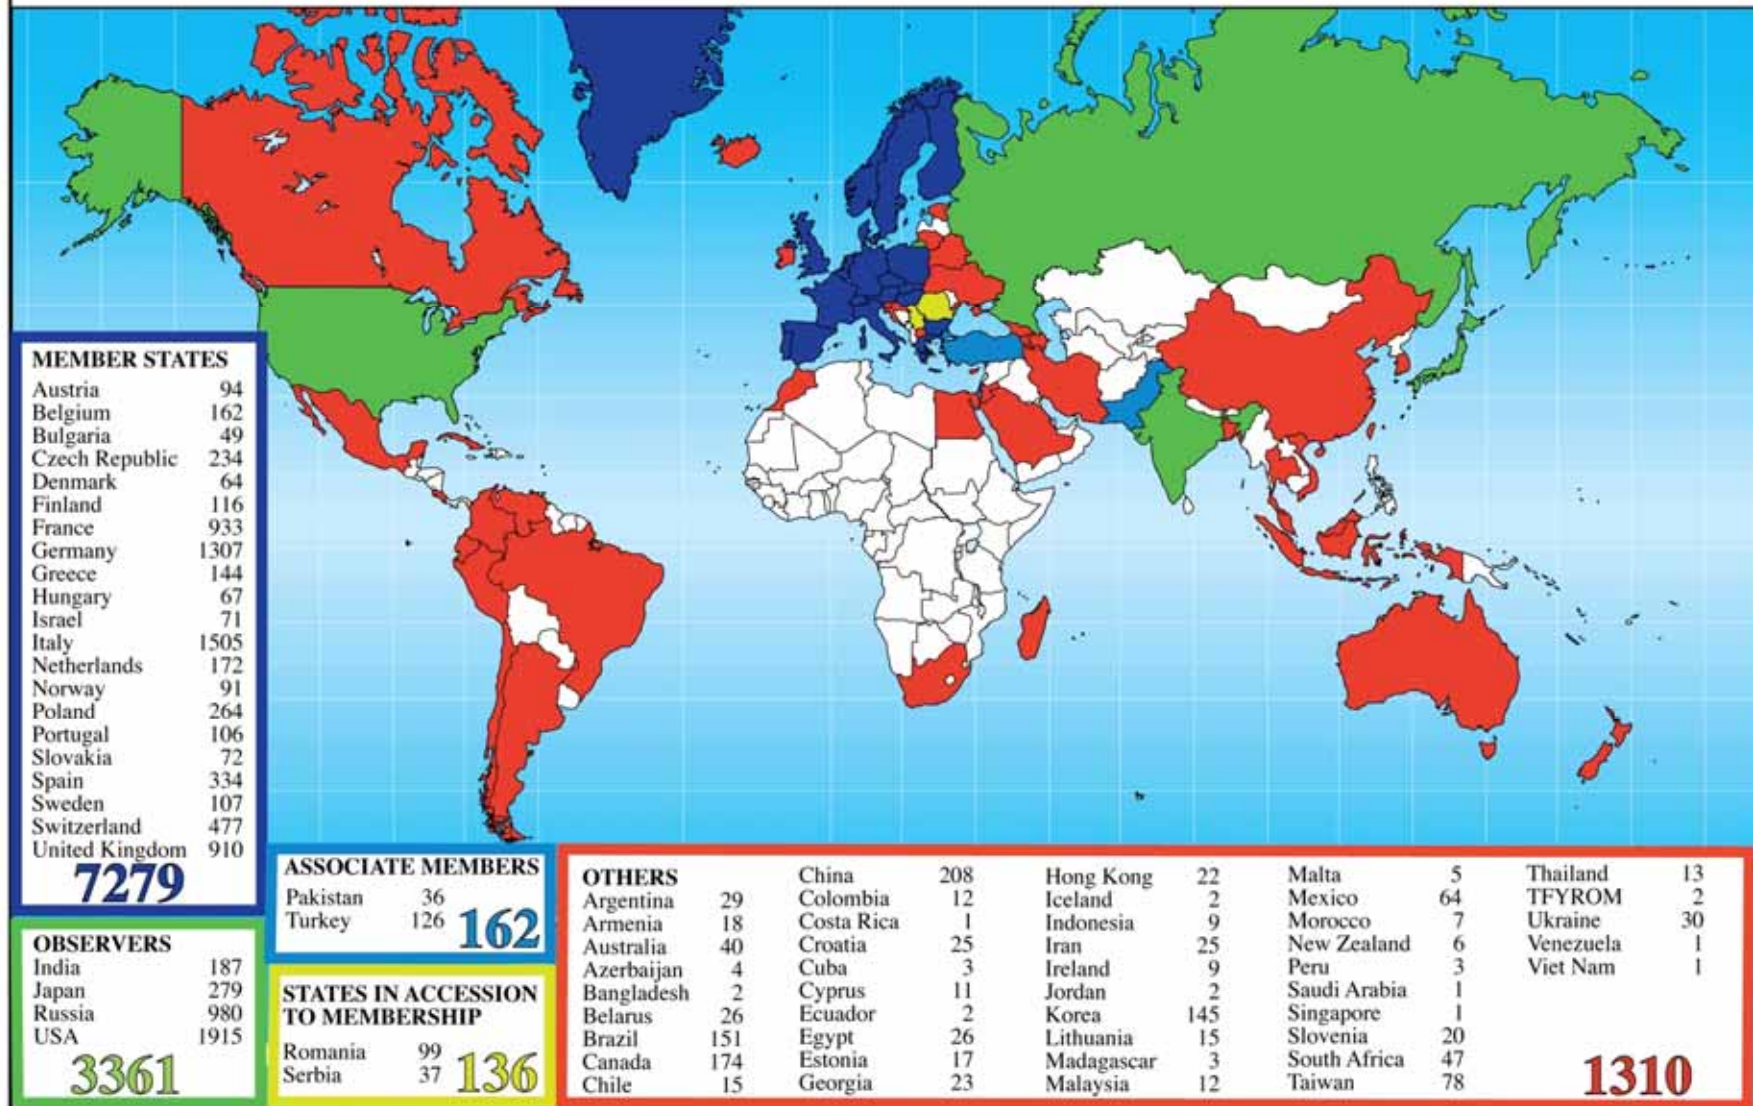 MEMBER STATES
Austria 94
Belgium 162
Bulgaria 49
Czech Republic 234
Denmark 64
Finland 116
France 933
Germany 1307
Greece 144
Hungary 67
Israel 71
Italy 1505
Netherlands 172
Norway 91
Poland 264
Portugal 106
Slovakia 72
Spain 334
Sweden 107
Switzerland 477
United Kingdom 910
7279
OBSERVERS
India 187
Japan 279
Russia 980
USA 1915
3361
ASSOCIATE MEMBERS
Pakistan 36
Turkey 126
162
STATES IN ACCESSION
TO MEMBERSHIP
Romania 99
Serbia 37
136
OTHERS
Argentina 29
Armenia 18
Australia 40
Azerbaijan 4
Bangladesh 2
Belarus 26
Brazil 151
Canada 174
Chile 15
China 208
Colombia 12
Costa Rica 1
Croatia 25
Cuba 3
Cyprus 11
Ecuador 2
Egypt 26
Estonia 17
Georgia 23
Hong Kong 22
Iceland 2
Indonesia 9
Iran 25
Ireland 9
Jordan 2
Korea 145
Lithuania 15
Madagascar 3
Malaysia 12
Malta 5
Mexico 64
Morocco 7
New Zealand 6
Peru 3
Saudi Arabia 1
Singapore 1
Slovenia 20
South Africa 47
Taiwan 78
Thailand 13
TFYROM 2
Ukraine 30
Venezuela 1
Viet Nam 1
1310